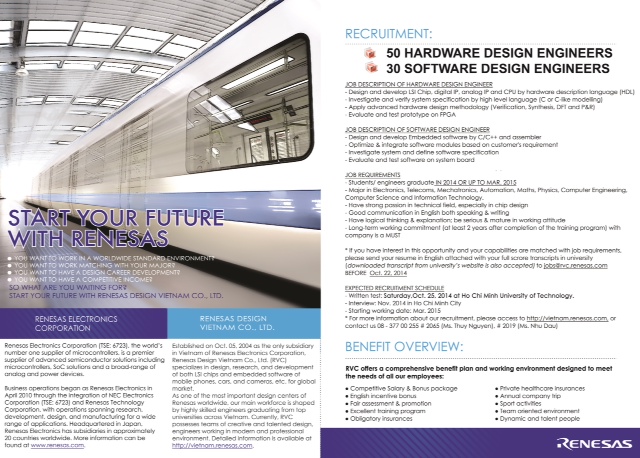 START YOUR FUTURE
WITH RENESAS
YOU WANT TO WORK IN A WORLDWIDE STANDARD ENVIRONMENT?
YOU WANT TO WORK MATCHING WITH YOUR MAJOR?
YOU WANT TO HAVE A DESIGN CAREER DEVELOPMENT?
YOU WANT TO HAVE A COMPETITIVE INCOME?
SO WHAT ARE YOU WAITING FOR?
START YOUR FUTURE WITH RENESAS DESIGN VIETNAM CO., LTD.
RENESAS ELECTRONICS
CORPORATION
Renesas Electronics Corporation (TSE: 6723), the world's
number one supplier of microcontrollers, is a premier
supplier of advanced semiconductor solutions including
microcontrollers, SoC solutions and a broad-range of
analog and power devices.
Business operations began as Renesas Electronics in
April 2010 through the integration of NEC Electronics
Corporation (TSE: 6723) and Renesas Technology
Corporation, with operations spanning research,
development, design, and manufacturing for a wide
range of applications. Headquartered in Japan,
Renesas Electronics has subsidiaries in approximately
20 countries worldwide. More information can be
found at www.renesas.com.
RENESAS DESIGN
VIETNAM CO., LTD.
Established on Oct. 05, 2004 as the only subsidiary
in Vietnam of Renesas Electronics Corporation,
Renesas Design Vietnam Co., Ltd. (RVC)
specializes in design, research, and development
of both LSI chips and embedded software of
mobile phones, cars, and cameras, etc. for global
market.
As one of the most important design centers of
Renesas worldwide, our main workforce is shaped
by highly skilled engineers graduating from top
universities across Vietnam. Currently, RVC
possesses teams of creative and talented design
engineers working in modern and professional
environment. Detailed information is available at
http://vietnam.renesas.com.
RECRUITMENT:
50 HARDWARE DESIGN ENGINEERS
30 SOFTWARE DESIGN ENGINEERS
JOB DESCRIPTION OF HARDWARE DESIGN ENGINEER
- Design and develop LSI Chip, digital IP, analog IP and CPU by hardware description language (HDL)
- Investigate and verify system specification by high level language (C or C-like modelling)
- Apply advanced hardware design methodology (Verification, Synthesis, DFT and P&R)
- Evaluate and test prototype on FPGA
JOB DESCRIPTION OF SOFTWARE DESIGN ENGINEER
- Design and develop Embedded software by C/C++ and assembler
- Optimize & integrate software modules based on customer's requirement
- Investigate system and define software specification
- Evaluate and test software on system board
JOB REQUIREMENTS
- Students/ engineers graduate IN 2014 OR UP TO MAR. 2015
- Major in Electronics, Telecoms, Mechatronics, Automation, Maths, Physics, Computer Engineering,
Computer Science and Information Technology.
- Have strong passion in technical field, especially in chip design
- Good communication in English both speaking & writing
- Have logical thinking & explanation; be serious & mature in working attitude
- Long-term working commitment (at least 2 years after completion of the training program) with
company is a MUST
* If you have interest in this opportunity and your capabilities are matched with job requirements,
please send your resume in English attached with your full scorse transcripts in university
(downloaded transcript from university's website is also accepted) to jobs@rvc.renesas.com
BEFORE Oct. 22, 2014
EXPECTED RECRUITMENT SCHEDULE
- Written test: Saturday,Oct. 25, 2014 at Ho Chi Minh University of Technology.
- Interview: Nov. 2014 in Ho Chi Minh City
- Starting working date: Mar. 2015
* For more information about our recruitment, please access to http://vietnam.renesas.com, or
contact us 08 - 377 00 255 # 2065 (Ms. Thuy Nguyen), # 2019 (Ms. Nhu Dau)
BENEFIT OVERVIEW:
RVC offers a comprehensive benefit plan and working environment designed to meet
the needs of all our employees:
● Competitive Salary & Bonus package
● English incentive bonus
● Fair assessment & promotion
● Excellent training program
● Obligatory insurances
● Private healthcare insurances
● Annual company trip
● Sport activities
● Team oriented environment
● Dynamic and talent people
RENESAS